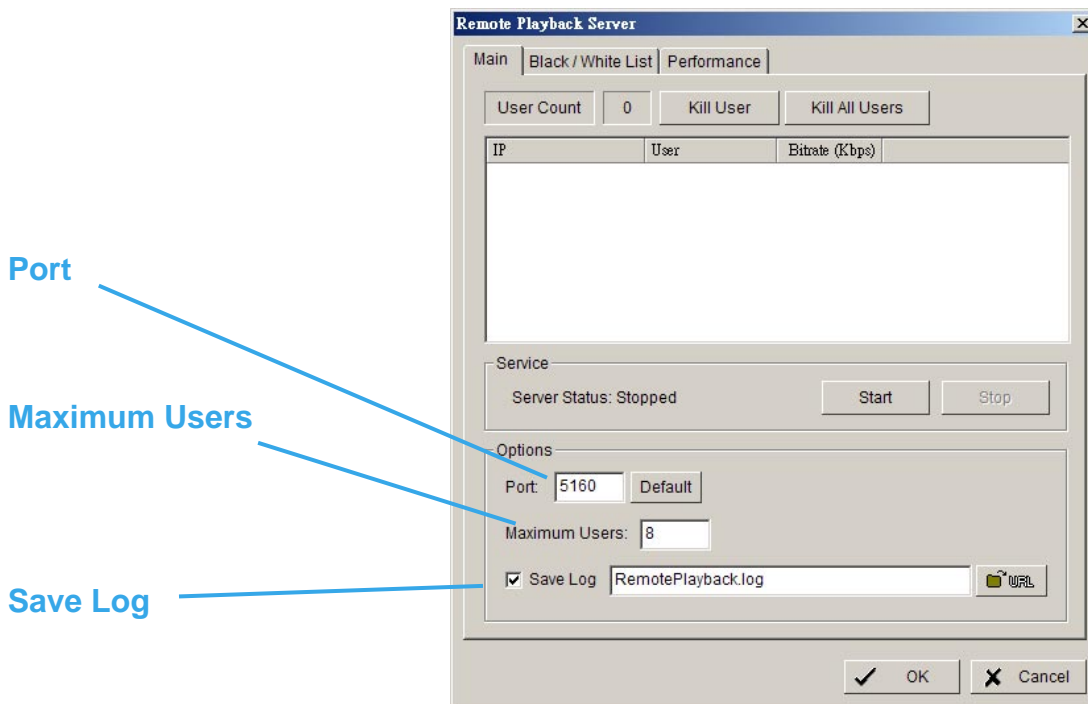 Remote Playback Server
Main Black / White List Performance
User Count 0 Kill User Kill All Users
IP User Bitrate (Kbps)
Port
Service
Server Status: Stopped Start Stop
Maximum Users
Options
Port: 5160 Default
Maximum Users: 8
Save Log RemotePlayback.log URL
Save Log
OK Cancel